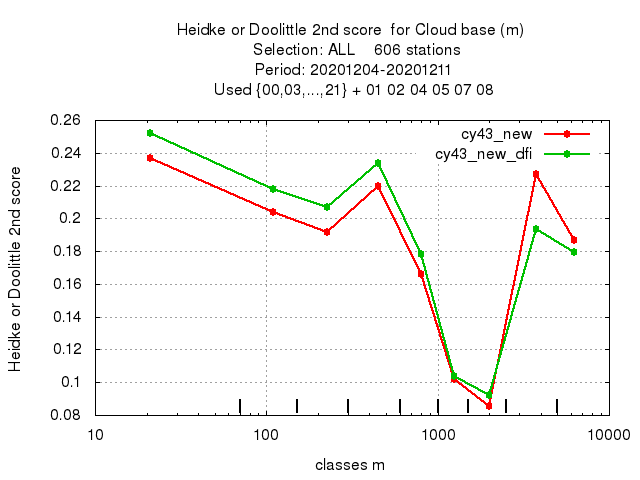 Heidke or Doolittle 2nd score  for Cloud base (m)
Selection: ALL    606 stations
Period: 20201204-20201211
Used {00,03,...,21} + 01 02 04 05 07 08
cy43_new
cy43_new_dfi
Heidke or Doolittle 2nd score
0.26
0.24
0.22
0.2
0.18
0.16
0.14
0.12
0.1
0.08
10 100 1000 10000
classes m